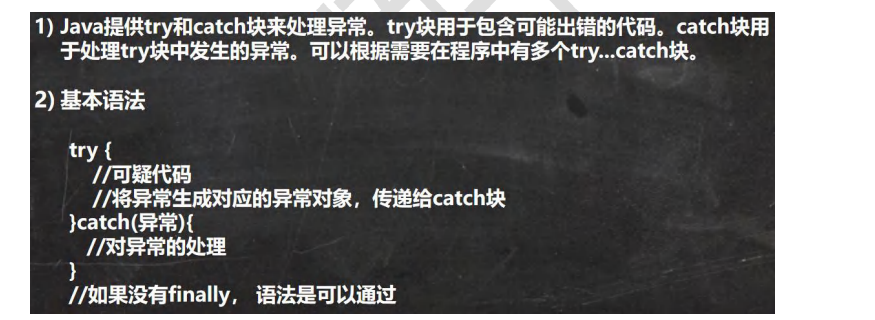 1) Java提供try和catch块来处理异常。try块用于包含可能出错的代码。catch块用
于处理try块中发生的异常。可以根据需要在程序中有多个try...catch块。
2) 基本语法
try {
//可疑代码
//将异常生成对应的异常对象，传递给catch块
}catch(异常){
//对异常的处理
}
//如果没有finally， 语法是可以通过